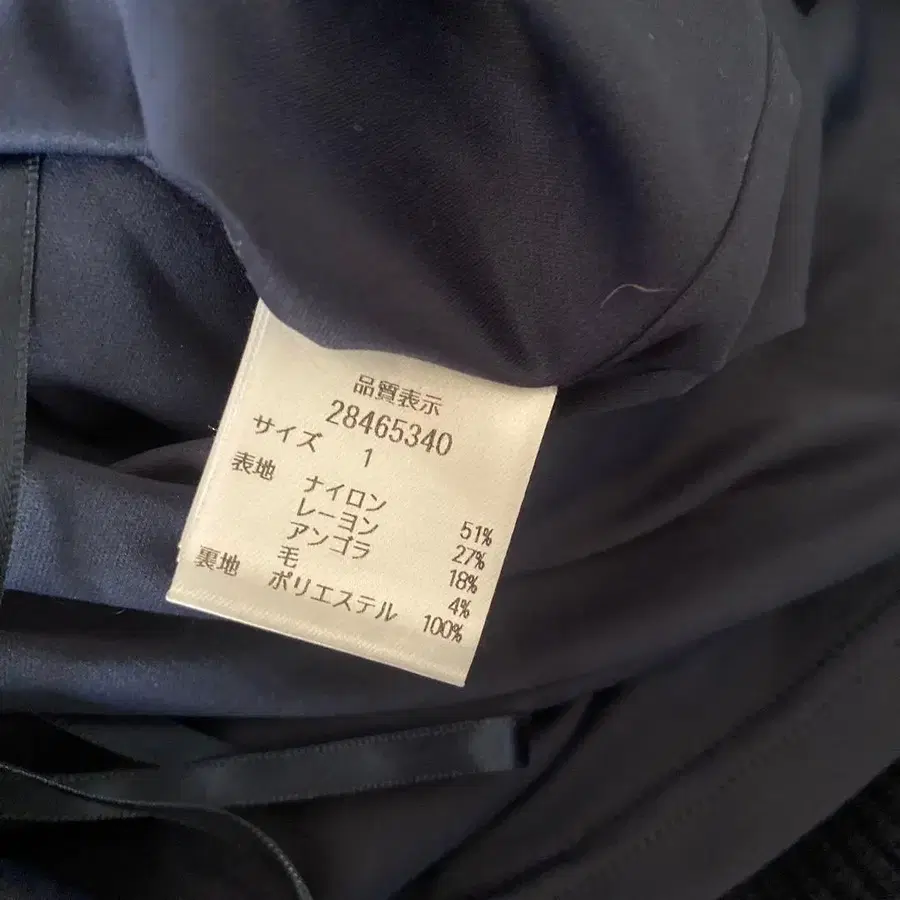 品質表示
28465340
サイズ 1
表地 ナイロン 51%
レーヨン 27%
アンゴラ 18%
毛 4%
裏地 ポリエステル 100%